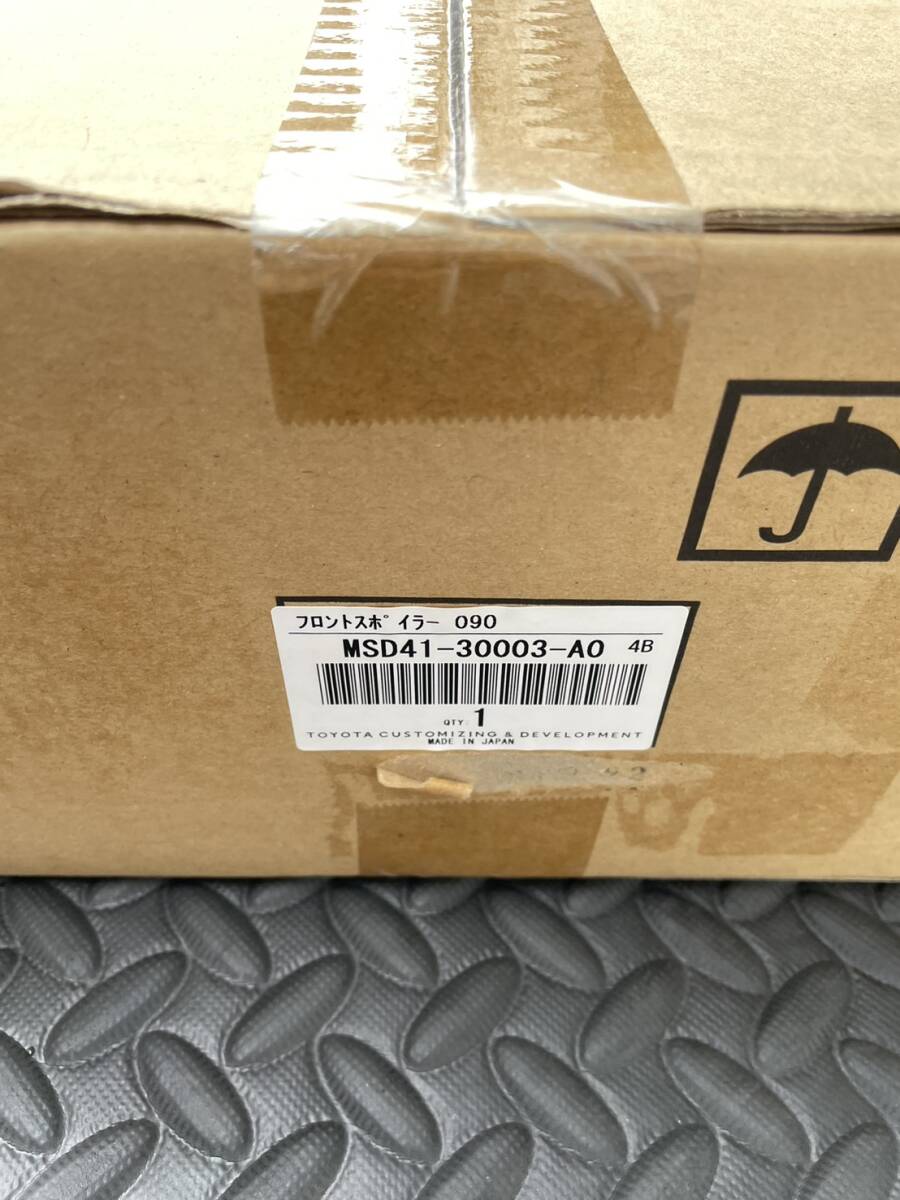 フロントスポイラー 090
MSD41-30003-A0 4B
QTY: 1
TOYOTA CUSTOMIZING & DEVELOPMENT
MADE IN JAPAN